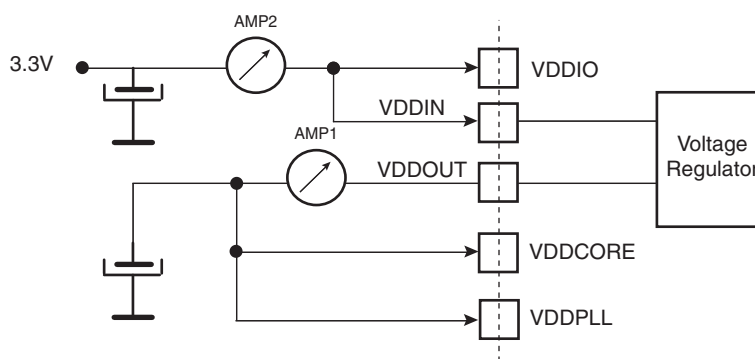 AMP2
3.3V
VDDIO
VDDIN
Voltage
Regulator
AMP1
VDDOUT
VDDCORE
VDDPLL